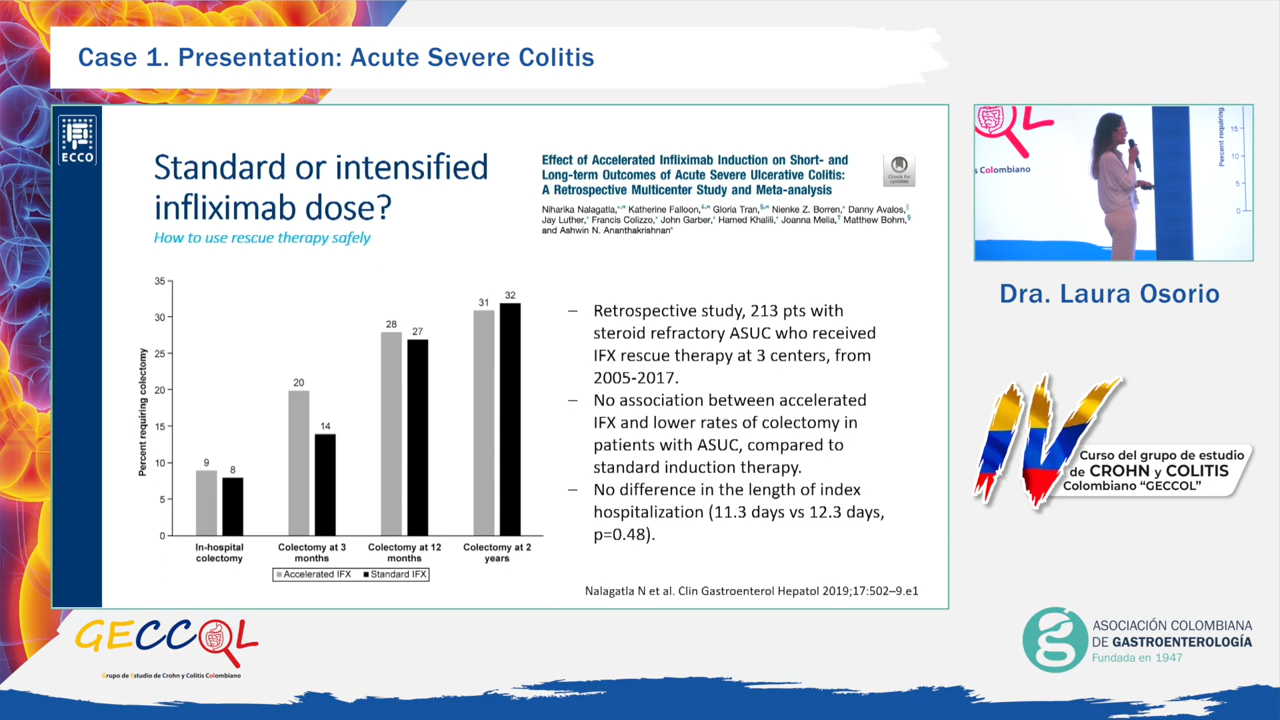 Case 1. Presentation: Acute Severe Colitis
ECCO
Standard or intensified
infliximab dose?
How to use rescue therapy safely
Effect of Accelerated Infliximab Induction on Short- and
Long-term Outcomes of Acute Severe Ulcerative Colitis:
A Retrospective Multicenter Study and Meta-analysis
Check for
updates
Niharika Nalagatla,*,a Katherine Falloon,‡,a Gloria Tran,§,a Nienke Z. Borren,* Danny Avalos,∥
Jay Luther,* Francis Colizzo,* John Garber,* Hamed Khalili,* Joanna Melia,‡ Matthew Bohm,§
and Ashwin N. Ananthakrishnan*
Percent requiring colectomy
35
30
25
20
15
10
5
0
9
8
20
14
28
27
31
32
In-hospital
colectomy
Colectomy at 3
months
Colectomy at 12
months
Colectomy at 2
years
Accelerated IFX
Standard IFX
– Retrospective study, 213 pts with
steroid refractory ASUC who received
IFX rescue therapy at 3 centers, from
2005-2017.
– No association between accelerated
IFX and lower rates of colectomy in
patients with ASUC, compared to
standard induction therapy.
– No difference in the length of index
hospitalization (11.3 days vs 12.3 days,
p=0.48).
Nalagatla N et al. Clin Gastroenterol Hepatol 2019;17:502–9.e1
s Colombiano
Percent requiring
15
10
5
0
Dra. Laura Osorio
IV
Curso del grupo de estudio
de CROHN y COLITIS
Colombiano “GECCOL”
GECCOL
Grupo de Estudio de Crohn y Colitis Colombiano
ASOCIACIÓN COLOMBIANA
DE GASTROENTEROLOGÍA
Fundada en 1947